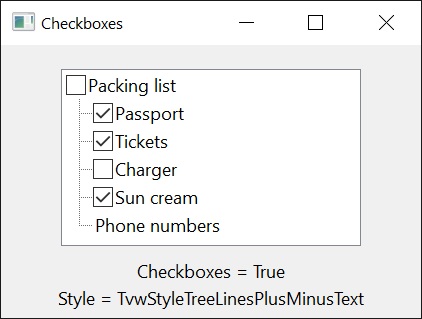 Checkboxes
Packing list
Passport
Tickets
Charger
Sun cream
Phone numbers
Checkboxes = True
Style = TvwStyleTreeLinesPlusMinusText